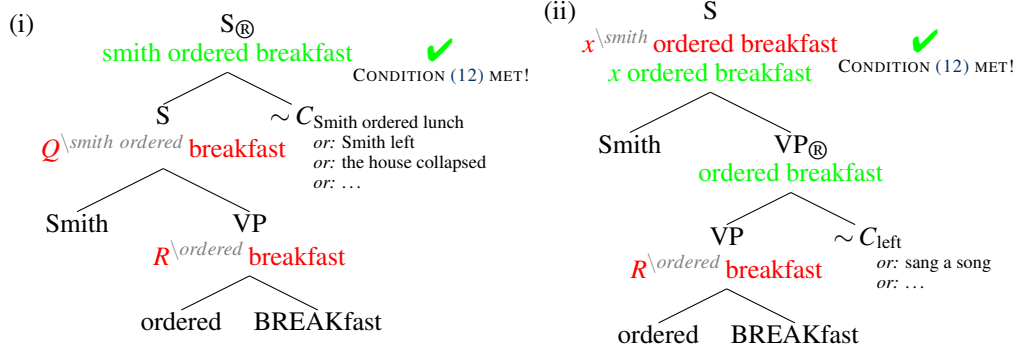 (i)
S®
smith ordered breakfast ✔
CONDITION (12) MET!
S
∼ C Smith ordered lunch
or: Smith left
or: the house collapsed
or: …
Q\smith ordered breakfast
Smith
VP
R\ordered breakfast
ordered
BREAKfast
(ii)
S
x\smith ordered breakfast ✔
x ordered breakfast
CONDITION (12) MET!
Smith
VP®
ordered breakfast
VP
∼ C left
or: sang a song
or: …
R\ordered breakfast
ordered
BREAKfast